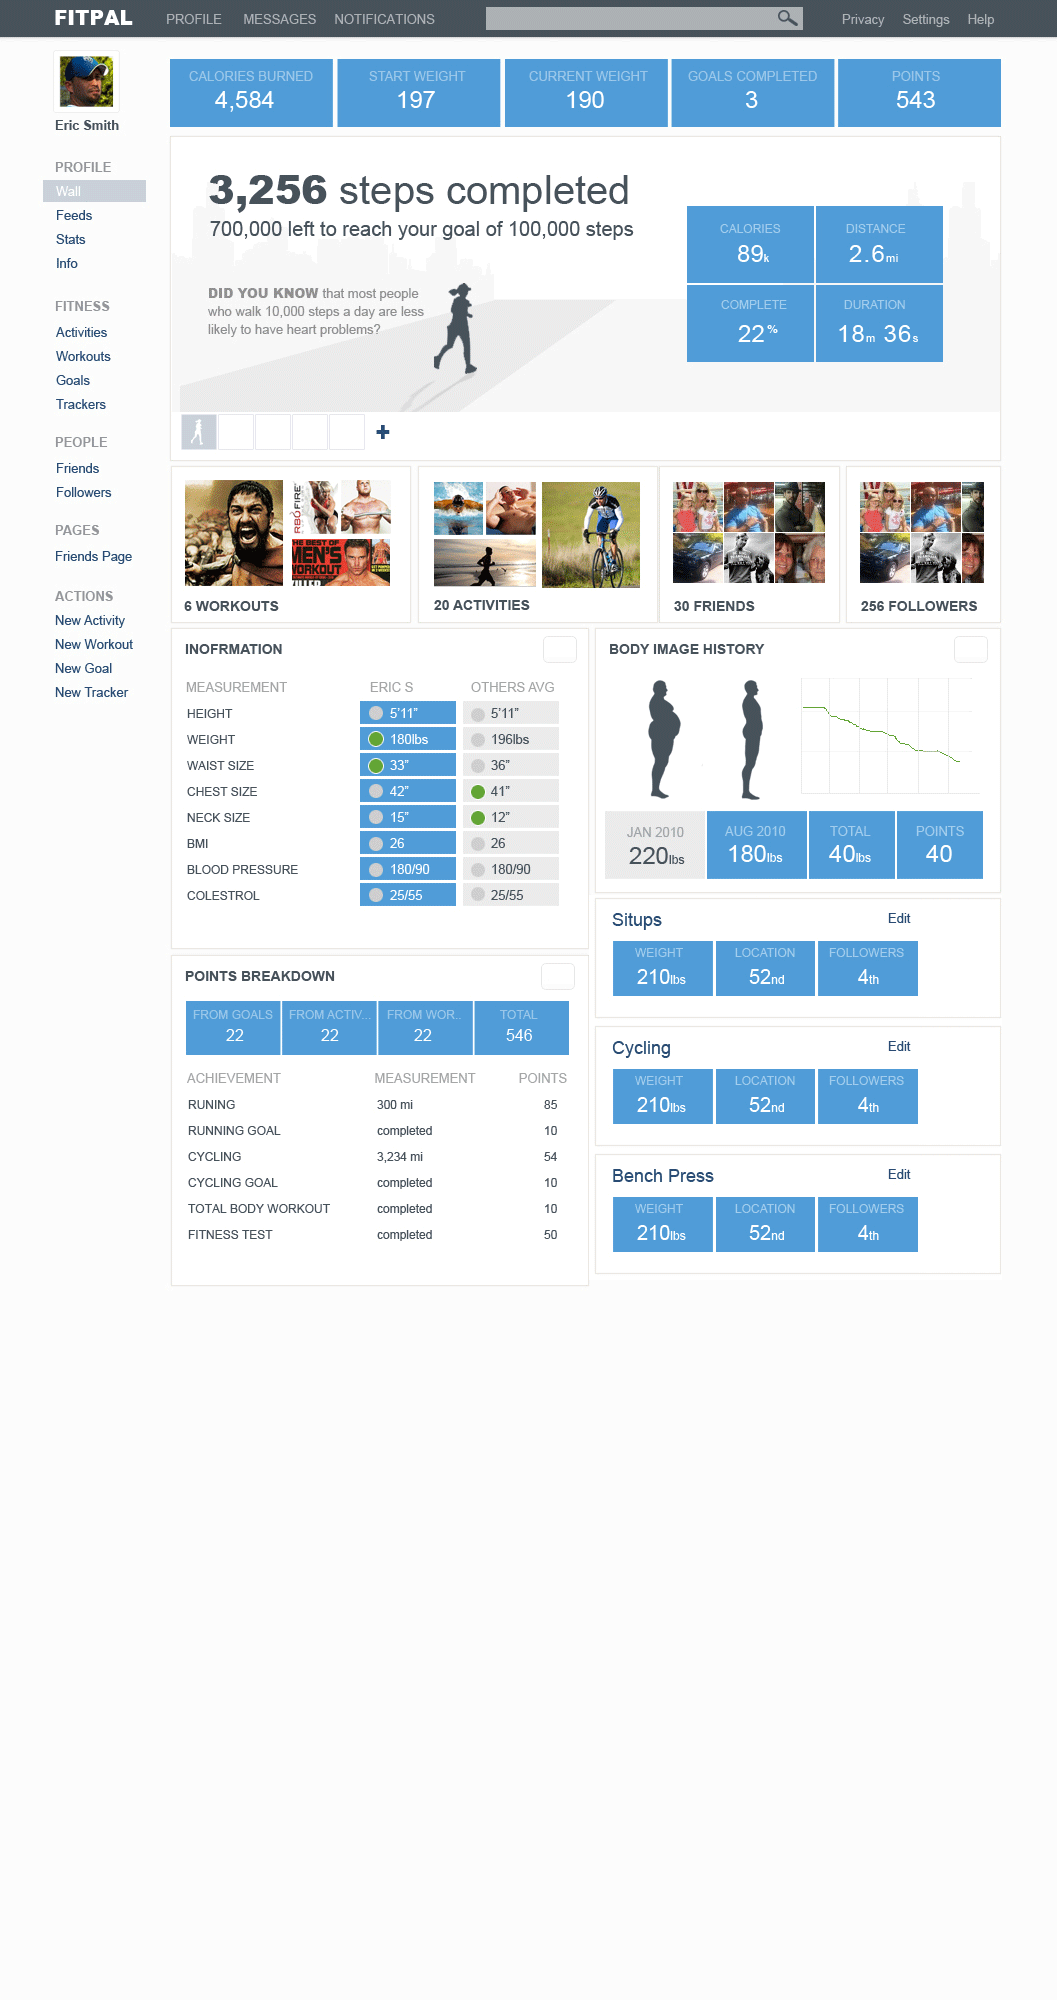 FITPAL PROFILE MESSAGES NOTIFICATIONS Privacy Settings Help
Eric Smith
PROFILE
Wall
Feeds
Stats
Info
FITNESS
Activities
Workouts
Goals
Trackers
PEOPLE
Friends
Followers
PAGES
Friends Page
ACTIONS
New Activity
New Workout
New Goal
New Tracker
CALORIES BURNED START WEIGHT CURRENT WEIGHT GOALS COMPLETED POINTS
4,584 197 190 3 543
3,256 steps completed
700,000 left to reach your goal of 100,000 steps
DID YOU KNOW that most people
who walk 10,000 steps a day are less
likely to have heart problems?
CALORIES DISTANCE
89k 2.6mi
COMPLETE DURATION
22% 18m 36s
+
THE BEST OF
MEN'S
WORKOUT
6 WORKOUTS 20 ACTIVITIES 30 FRIENDS 256 FOLLOWERS
INOFRMATION
MEASUREMENT ERIC S OTHERS AVG
HEIGHT 5'11” 5'11”
WEIGHT 180lbs 196lbs
WAIST SIZE 33” 36”
CHEST SIZE 42” 41”
NECK SIZE 15” 12”
BMI 26 26
BLOOD PRESSURE 180/90 180/90
COLESTROL 25/55 25/55
POINTS BREAKDOWN
FROM GOALS FROM ACTIV... FROM WOR.. TOTAL
22 22 22 546
ACHIEVEMENT MEASUREMENT POINTS
RUNING 300 mi 85
RUNNING GOAL completed 10
CYCLING 3,234 mi 54
CYCLING GOAL completed 10
TOTAL BODY WORKOUT completed 10
FITNESS TEST completed 50
BODY IMAGE HISTORY
JAN 2010 AUG 2010 TOTAL POINTS
220lbs 180lbs 40lbs 40
Situps Edit
WEIGHT LOCATION FOLLOWERS
210lbs 52nd 4th
Cycling Edit
WEIGHT LOCATION FOLLOWERS
210lbs 52nd 4th
Bench Press Edit
WEIGHT LOCATION FOLLOWERS
210lbs 52nd 4th